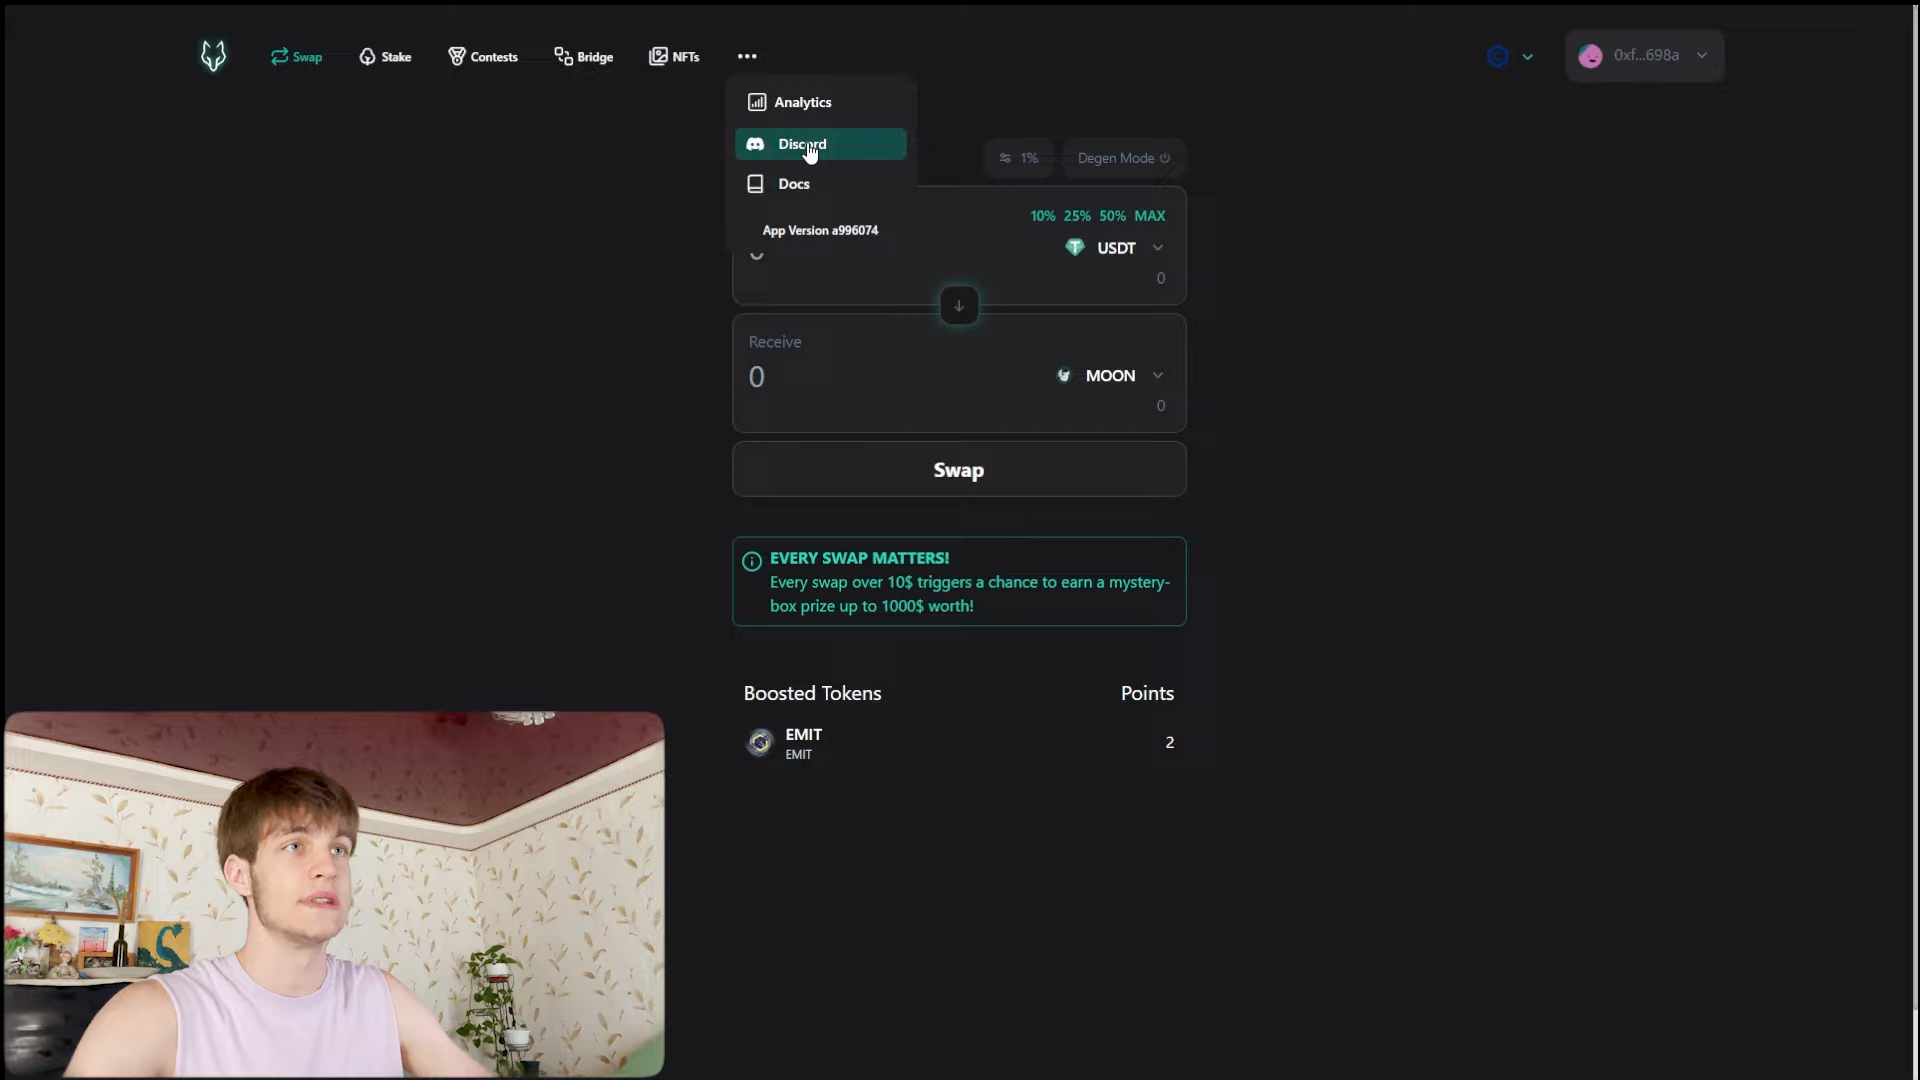 Swap
Stake
Contests
Bridge
NFTs
0xf...698a
Analytics
Discord
Docs
App Version a996074
1%
Degen Mode
10% 25% 50% MAX
USDT
0
Receive
0
MOON
0
Swap
EVERY SWAP MATTERS!
Every swap over 10$ triggers a chance to earn a mystery-
box prize up to 1000$ worth!
Boosted Tokens
Points
EMIT
EMIT
2